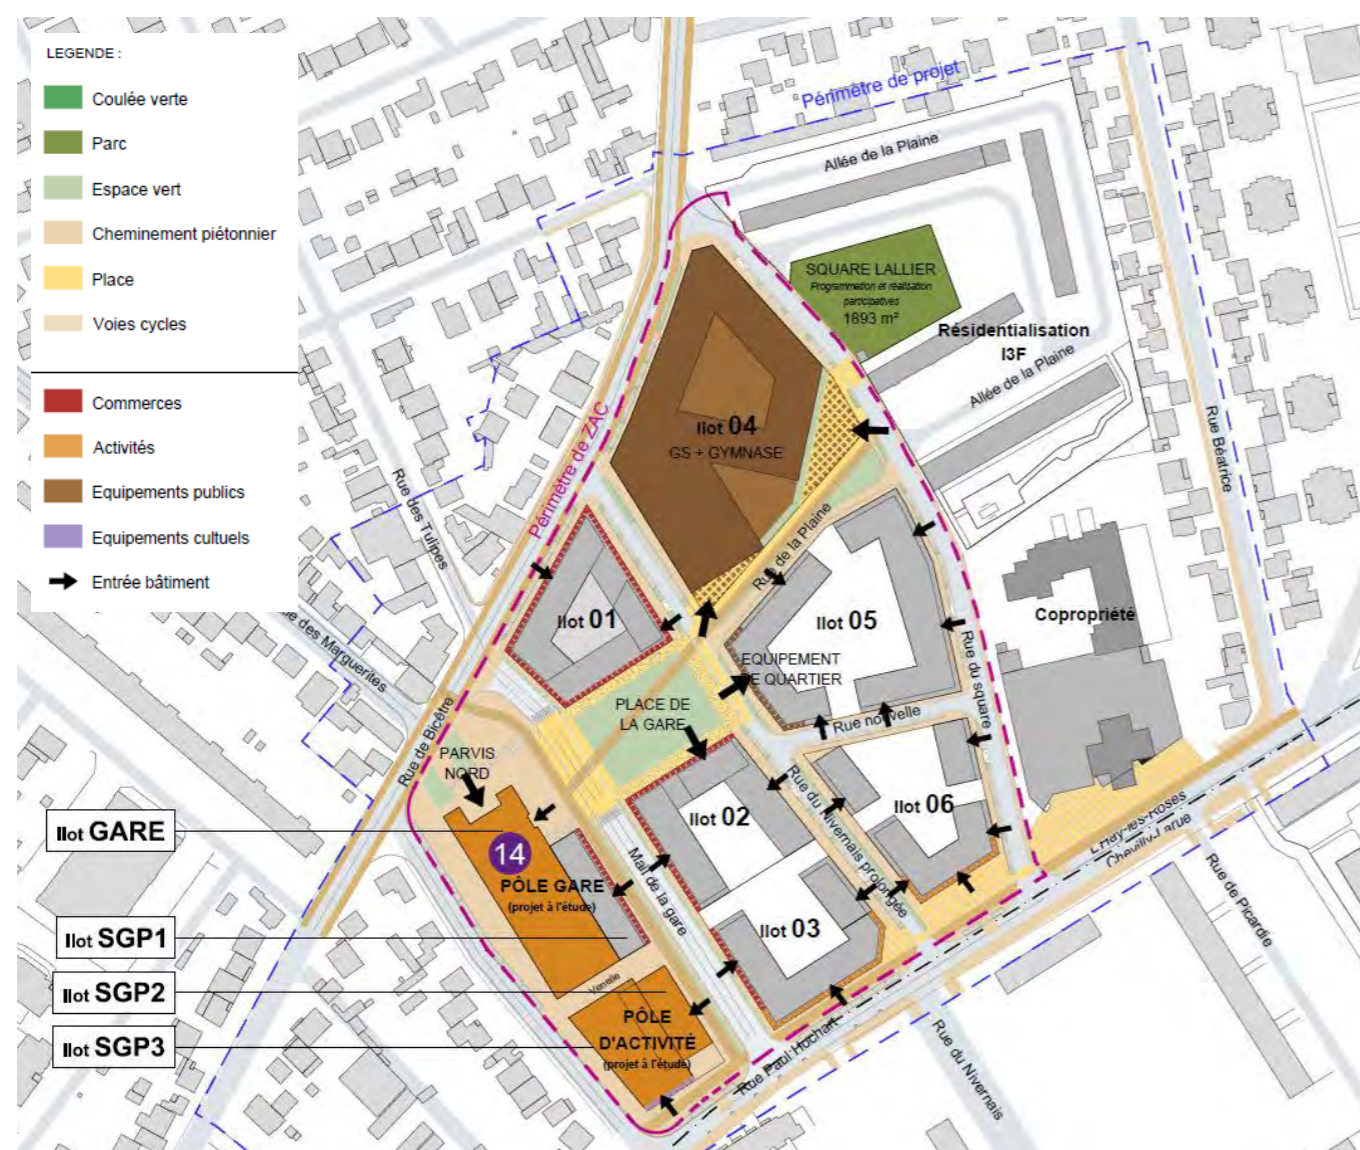 LEGENDE :
Coulée verte
Parc
Espace vert
Cheminement piétonnier
Place
Voies cycles
Commerces
Activités
Equipements publics
Equipements cultuels
Entrée bâtiment
Périmètre de projet
Allée de la Plaine
SQUARE LALLIER
Programmation et réalisation
participatives
1893 m²
Résidentialisation
I3F
Allée de la Plaine
Périmètre de ZAC
Ilot 04
GS + GYMNASE
Rue Béatrice
Rue des Tulipes
Rue de la Plaine
Ilot 01
Ilot 05
Copropriété
des Marguerites
EQUIPEMENT
DE QUARTIER
Rue du square
PLACE DE
LA GARE
Rue nouvelle
Rue de Bicêtre
PARVIS
NORD
Ilot 02
Rue du Nivernais prolongée
Ilot 06
L'Haÿ-les-Roses
Chevilly-Larue
Ilot GARE
14
PÔLE GARE
(projet à l'étude)
Mail de la gare
Rue de Picardie
Ilot SGP1
Ilot 03
Ilot SGP2
Venelle
Ilot SGP3
PÔLE
D'ACTIVITÉ
(projet à l'étude)
Rue Paul Hochart
Rue du Nivernais